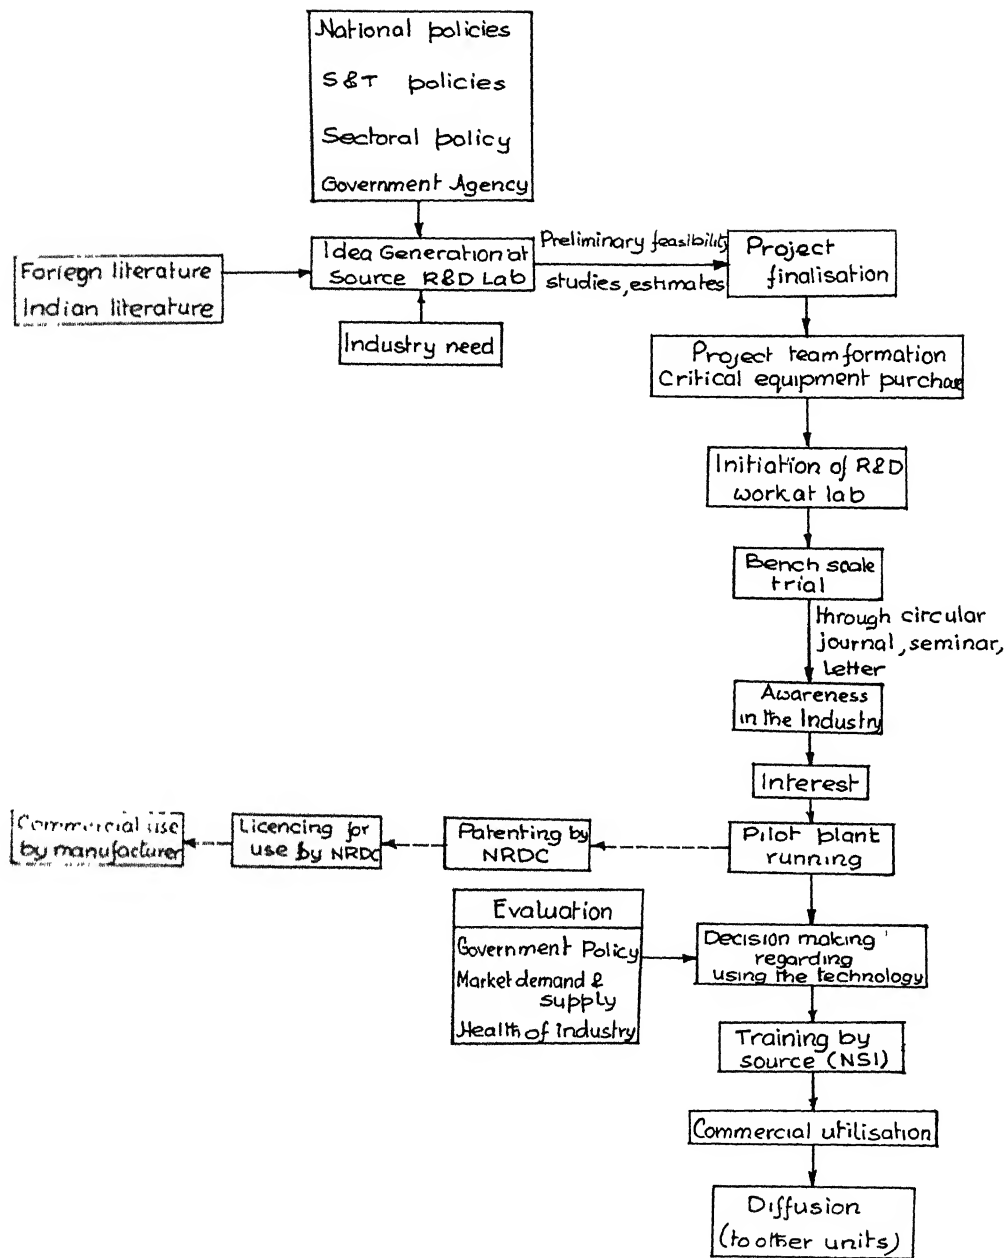 National policies
S&T policies
Sectoral policy
Government Agency
Foriegn literature
Indian literature
Idea Generation at
Source R&D Lab
Preliminary feasibility
studies, estimates
Project
finalisation
Industry need
Project team formation
Critical equipment purchase
Initiation of R&D
work at lab
Bench scale
trial
through circular
journal, seminar,
Letter
Awareness
in the Industry
Interest
Commercial use
by manufacturer
Licencing for
use by NRDC
Patenting by
NRDC
Pilot plant
running
Evaluation
Government Policy
Market demand &
supply
Health of industry
Decision making
regarding
using the technology
Training by
source (NSI)
Commercial utilisation
Diffusion
(to other units)